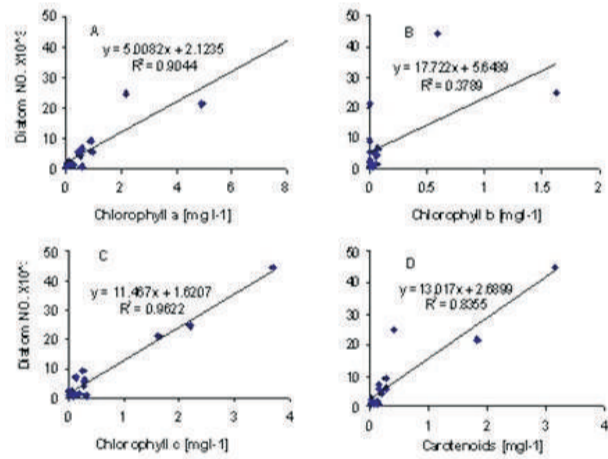 50
40
30
20
10
0
Diatom NO. X10^3
A
y = 5.0082x + 2.1235
R² = 0.9044
0 2 4 6 8
Chlorophyll a [mg l-1]
50
40
30
20
10
0
Diatom NO. X10^3
B
y = 17.722x + 5.6489
R² = 0.3789
0 0.5 1 1.5 2
Chlorophyll b [mgl-1]
50
40
30
20
10
0
Diatom NO. X10^
C
y = 11.467x + 1.6207
R² = 0.9622
0 1 2 3 4
Chlorophyll c [mgl-1]
50
40
30
20
10
0
D
y = 13.017x + 2.6899
R² = 0.8355
0 1 2 3 4
Carotenoids [mgl-1]